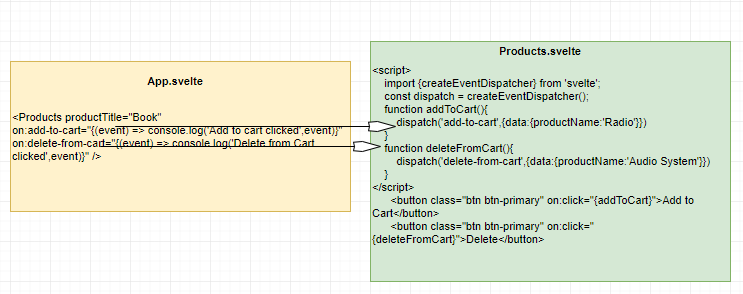 App.svelte
<Products productTitle="Book"
on:add-to-cart="{(event) => console.log('Add to cart clicked',event)}"
on:delete-from-cart="{(event) => console.log('Delete from Cart
clicked',event)}" />
Products.svelte
<script>
import {createEventDispatcher} from 'svelte';
const dispatch = createEventDispatcher();
function addToCart(){
dispatch('add-to-cart',{data:{productName:'Radio'}})
}
function deleteFromCart(){
dispatch('delete-from-cart',{data:{productName:'Audio System'}})
}
</script>
<button class="btn btn-primary" on:click="{addToCart}">Add to
Cart</button>
<button class="btn btn-primary" on:click="
{deleteFromCart}">Delete</button>